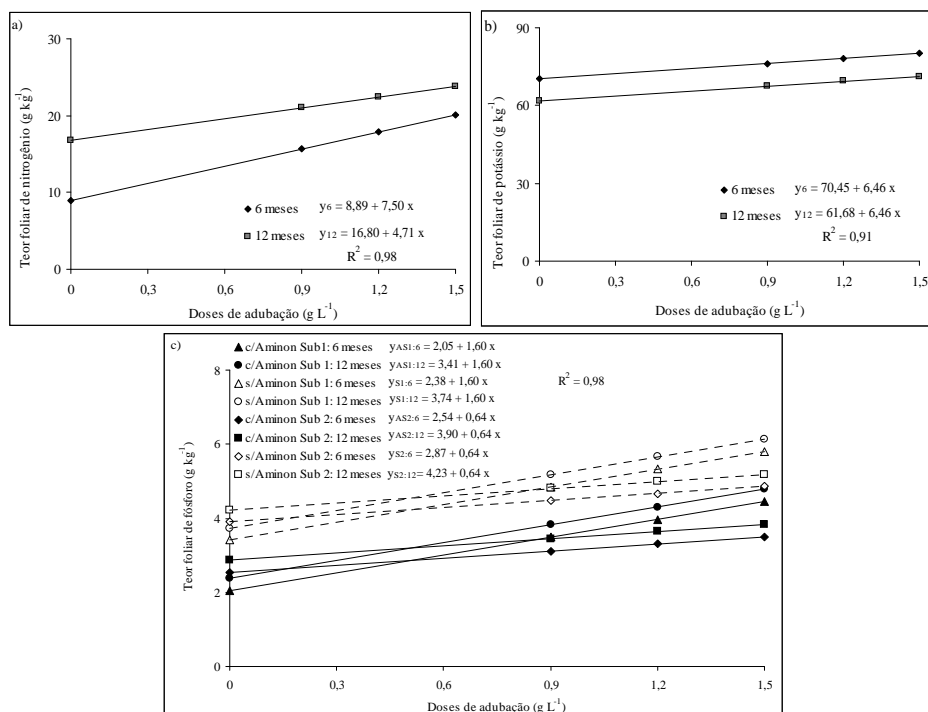 a)
Teor foliar de nitrogênio (g kg⁻¹)
30
20
10
0
6 meses y6 = 8,89 + 7,50 x
12 meses y12 = 16,80 + 4,71 x
R² = 0,98
0 0,3 0,6 0,9 1,2 1,5
Doses de adubação (g L⁻¹)
b)
Teor foliar de potássio (g kg⁻¹)
90
60
30
0
6 meses y6 = 70,45 + 6,46 x
12 meses y12 = 61,68 + 6,46 x
R² = 0,91
0 0,3 0,6 0,9 1,2 1,5
Doses de adubação (g L⁻¹)
c)
c/Aminon Sub1: 6 meses yAS1:6 = 2,05 + 1,60 x
c/Aminon Sub 1: 12 meses yAS1:12 = 3,41 + 1,60 x
s/Aminon Sub 1: 6 meses yS1:6 = 2,38 + 1,60 x
s/Aminon Sub 1: 12 meses yS1:12 = 3,74 + 1,60 x
c/Aminon Sub 2: 6 meses yAS2:6 = 2,54 + 0,64 x
c/Aminon Sub 2: 12 meses yAS2:12 = 3,90 + 0,64 x
s/Aminon Sub 2: 6 meses yS2:6 = 2,87 + 0,64 x
s/Aminon Sub 2: 12 meses yS2:12 = 4,23 + 0,64 x
R² = 0,98
Teor foliar de fósforo (g kg⁻¹)
8
6
4
2
0
0 0,3 0,6 0,9 1,2 1,5
Doses de adubação (g L⁻¹)